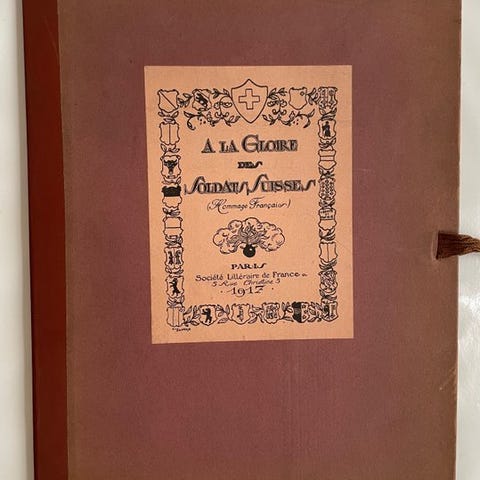 A LA GLOIRE
DES
SOLDATS SUISSES
(Hommage Français)
PARIS
Société Littéraire de France
5 Rue Christine 5
1917